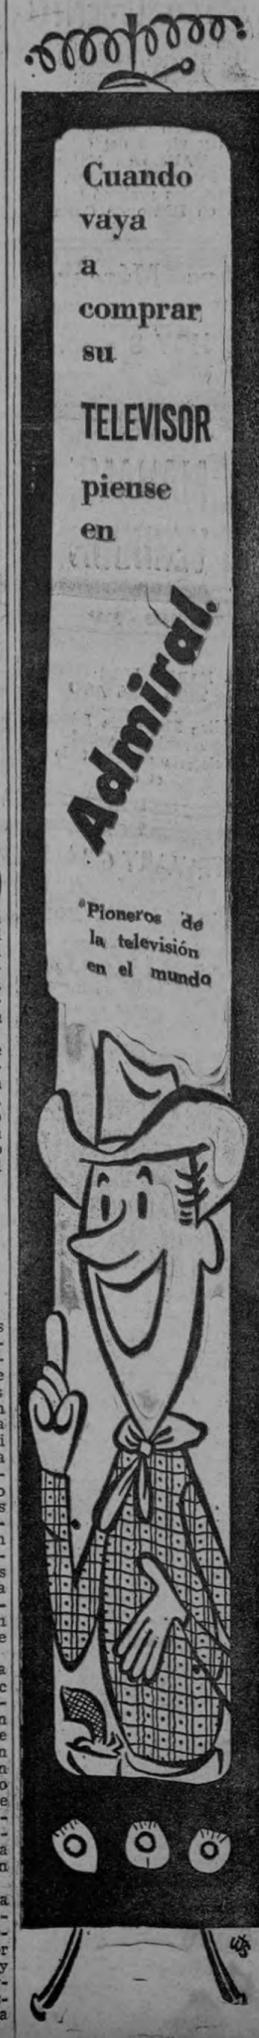 Cuando
vaya
a
comprar
su
TELEVISOR
piense
en
Admiral.
"Pioneros de
la televisión
en el mundo